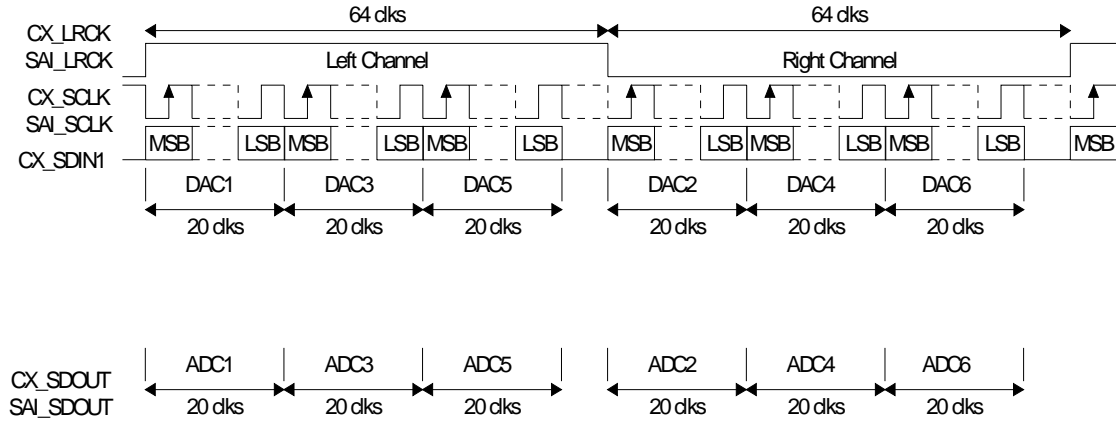 64 clks 64 clks
CX_LRCK
SAI_LRCK Left Channel Right Channel
CX_SCLK
SAI_SCLK
CX_SDIN1 MSB LSB MSB LSB MSB LSB MSB LSB MSB LSB MSB LSB MSB
DAC1 DAC3 DAC5 DAC2 DAC4 DAC6
20 clks 20 clks 20 clks 20 clks 20 clks 20 clks
ADC1 ADC3 ADC5 ADC2 ADC4 ADC6
CX_SDOUT
SAI_SDOUT 20 clks 20 clks 20 clks 20 clks 20 clks 20 clks